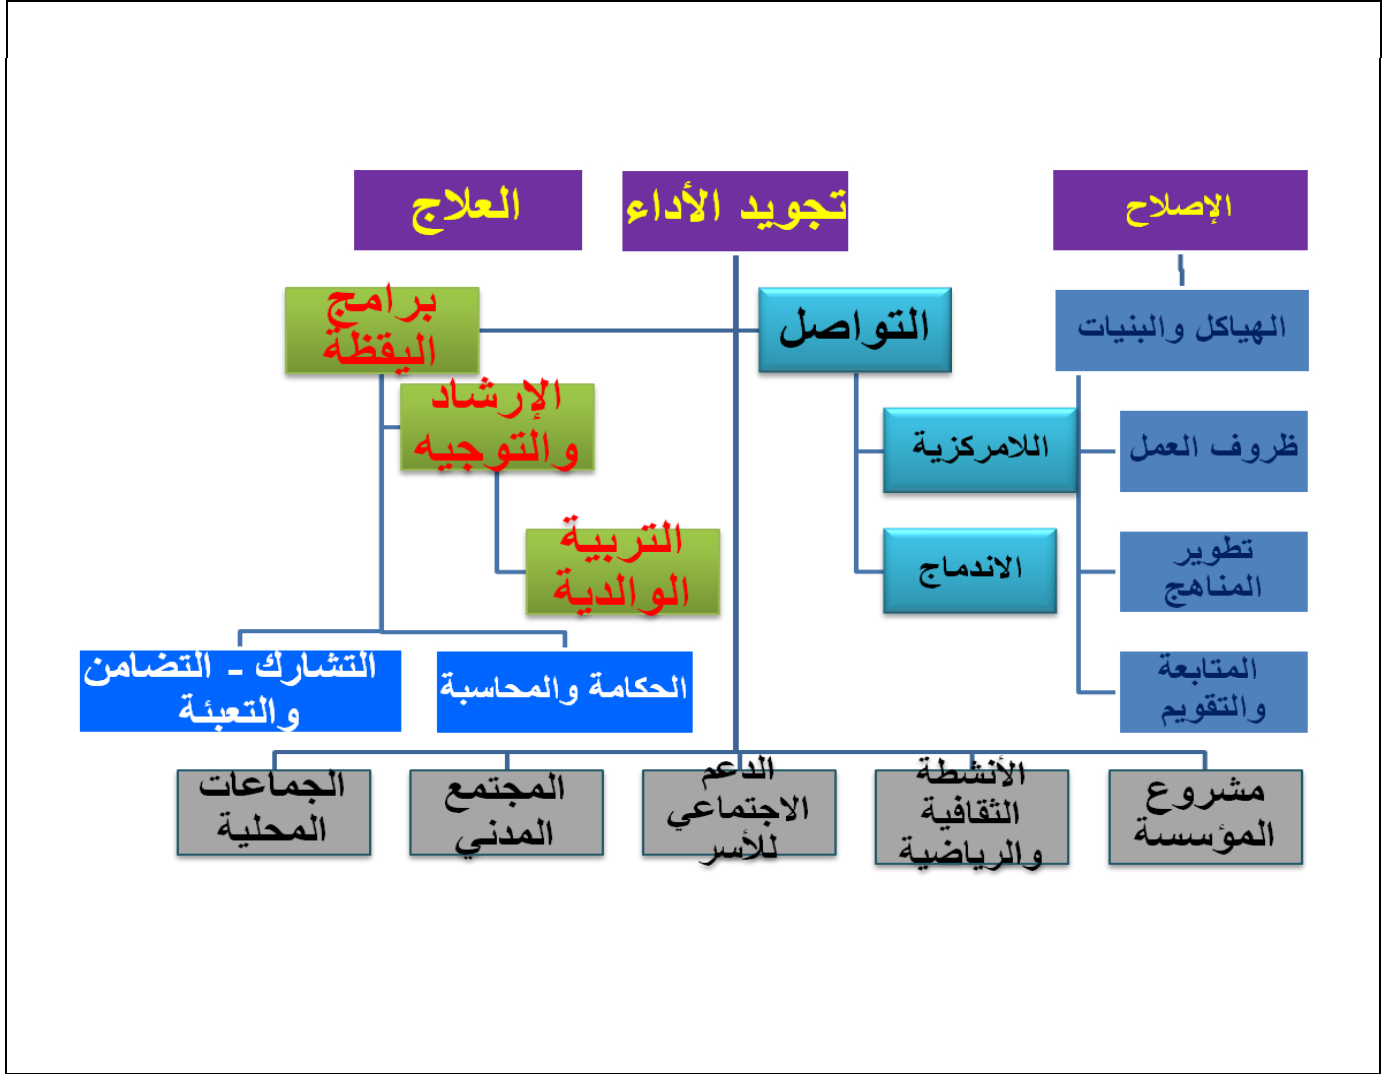 الإصلاح
تجويد الأداء
العلاج
الهياكل والبنيات
التواصل
برامج
اليقظة
ظروف العمل
اللامركزية
الإرشاد
والتوجيه
تطوير
المناهج
الاندماج
التربية
الوالدية
المتابعة
والتقويم
الحكامة والمحاسبة
التشارك - التضامن
والتعبئة
مشروع
المؤسسة
الأنشطة
الثقافية
والرياضية
الدعم
الاجتماعي
للأسر
المجتمع
المدني
الجماعات
المحلية